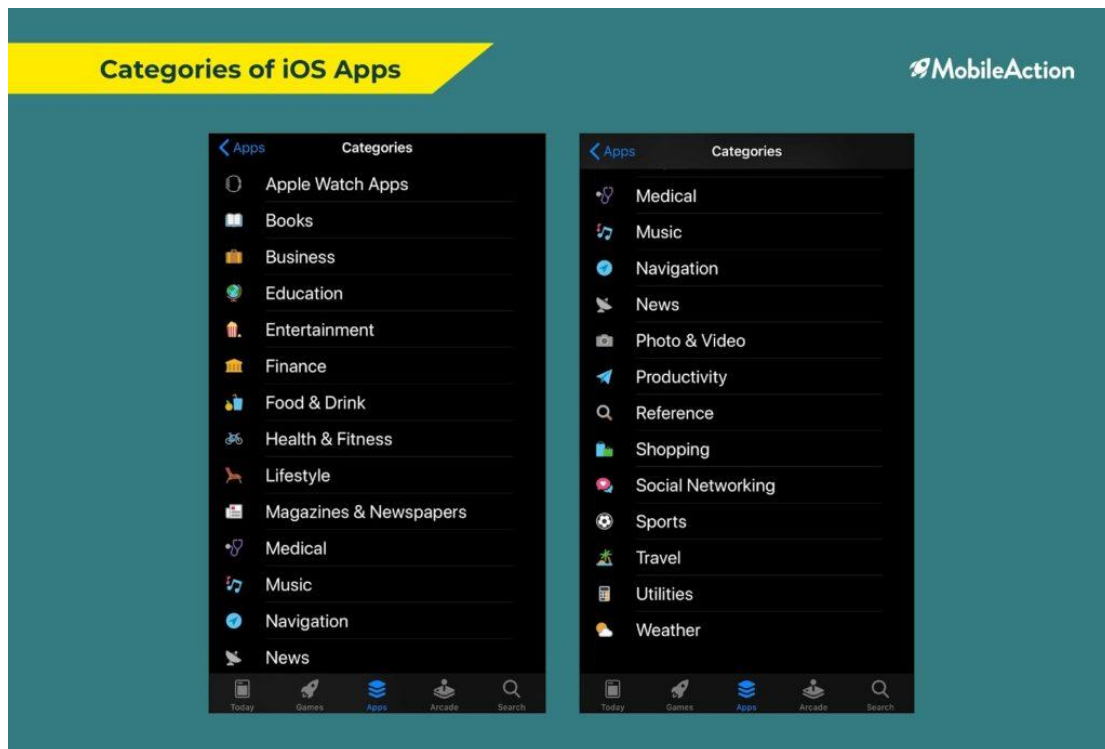 Categories of iOS Apps
MobileAction
Apps
Categories
Apple Watch Apps
Books
Business
Education
Entertainment
Finance
Food & Drink
Health & Fitness
Lifestyle
Magazines & Newspapers
Medical
Music
Navigation
News
Today
Games
Apps
Arcade
Search
Apps
Categories
Medical
Music
Navigation
News
Photo & Video
Productivity
Reference
Shopping
Social Networking
Sports
Travel
Utilities
Weather
Today
Games
Apps
Arcade
Search